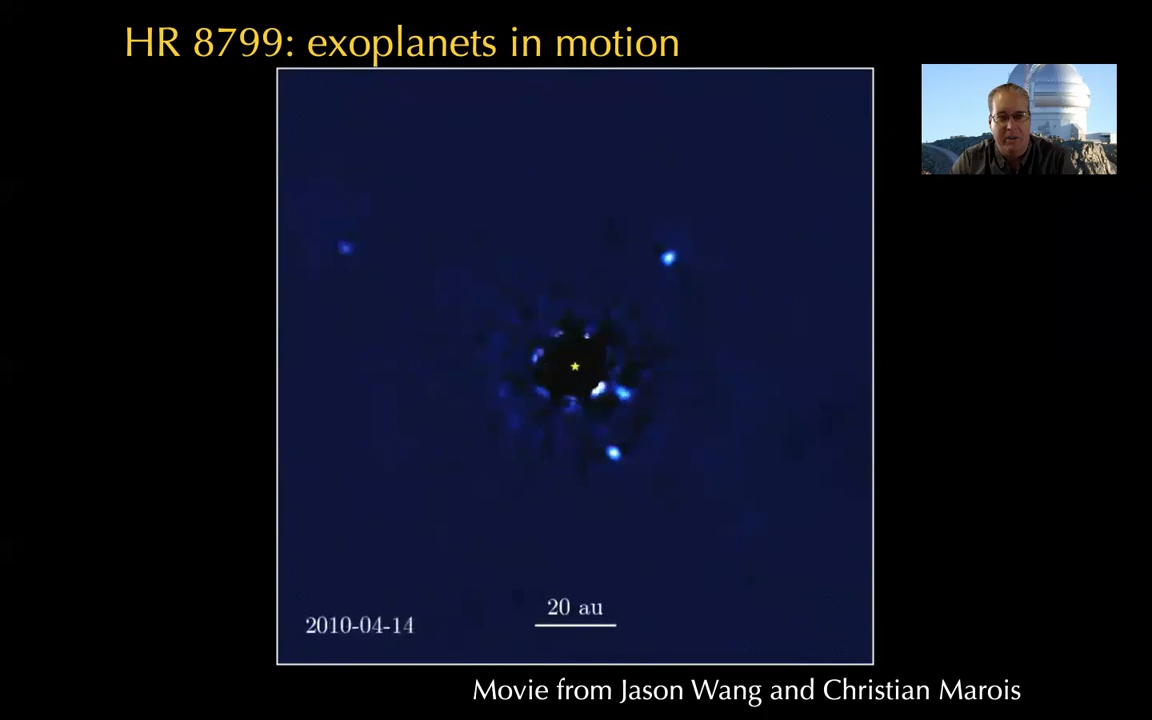 HR 8799: exoplanets in motion
20 au
2010-04-14
Movie from Jason Wang and Christian Marois